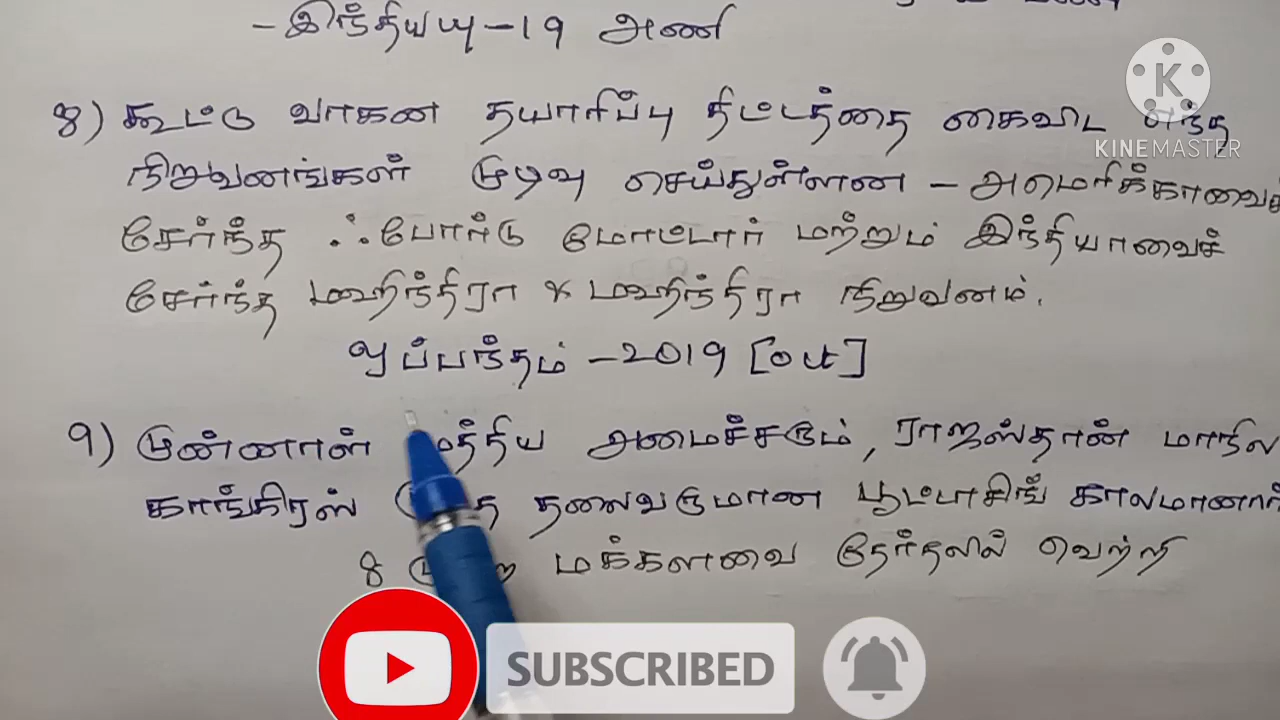 - இந்திய யு-19 அணி
8) கூட்டு வாகன தயாரிப்பு திட்டத்தை கைவிட எந்த
KINEMASTER
நிறுவனங்கள் முடிவு செய்துள்ளன - அமெரிக்காவைச்
சேர்ந்த ஃபோர்டு மோட்டார் மற்றும் இந்தியாவைச்
சேர்ந்த மஹிந்திரா & மஹிந்திரா நிறுவனம்.
ஒப்பந்தம் - 2019 [Oct]
9) முன்னாள் மத்திய அமைச்சரும், ராஜஸ்தான் மாநில
காங்கிரஸ் தலைவருமான பூட்டாசிங் காலமானார்
8 முறை மக்களவை தேர்தலில் வெற்றி
SUBSCRIBED